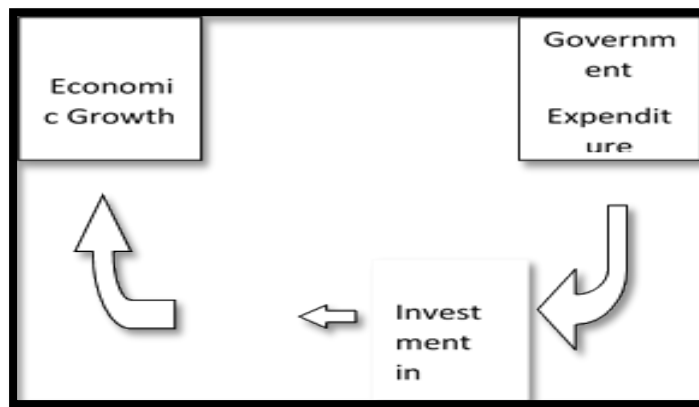 Economi
c Growth
Governm
ent
Expendit
ure
Invest
ment
in